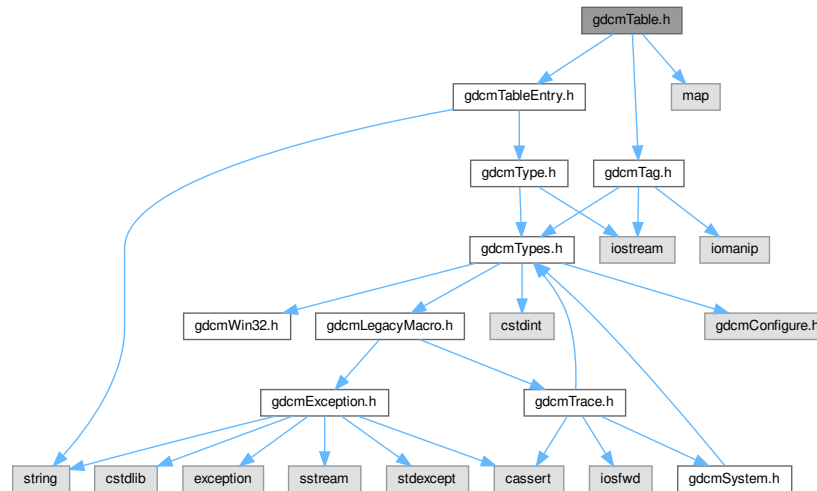 gdcmTable.h
gdcmTableEntry.h
map
gdcmType.h
gdcmTag.h
gdcmTypes.h
iostream
iomanip
gdcmWin32.h
gdcmLegacyMacro.h
cstdint
gdcmConfigure.h
gdcmException.h
gdcmTrace.h
string
cstdlib
exception
sstream
stdexcept
cassert
iosfwd
gdcmSystem.h